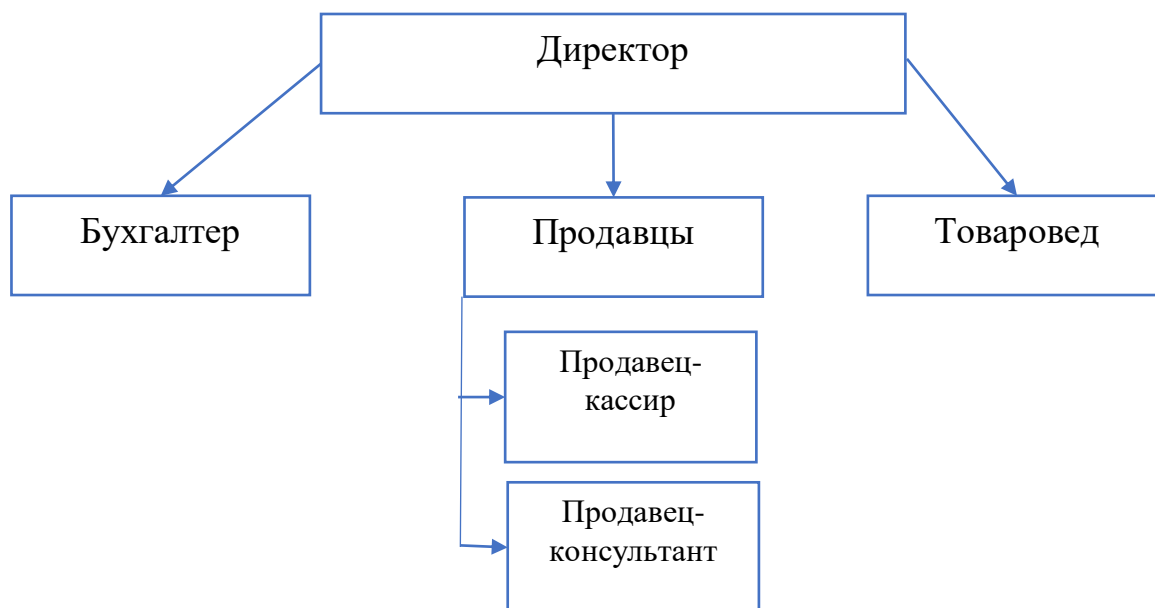 Директор
Бухгалтер
Продавцы
Товаровед
Продавец-
кассир
Продавец-
консультант